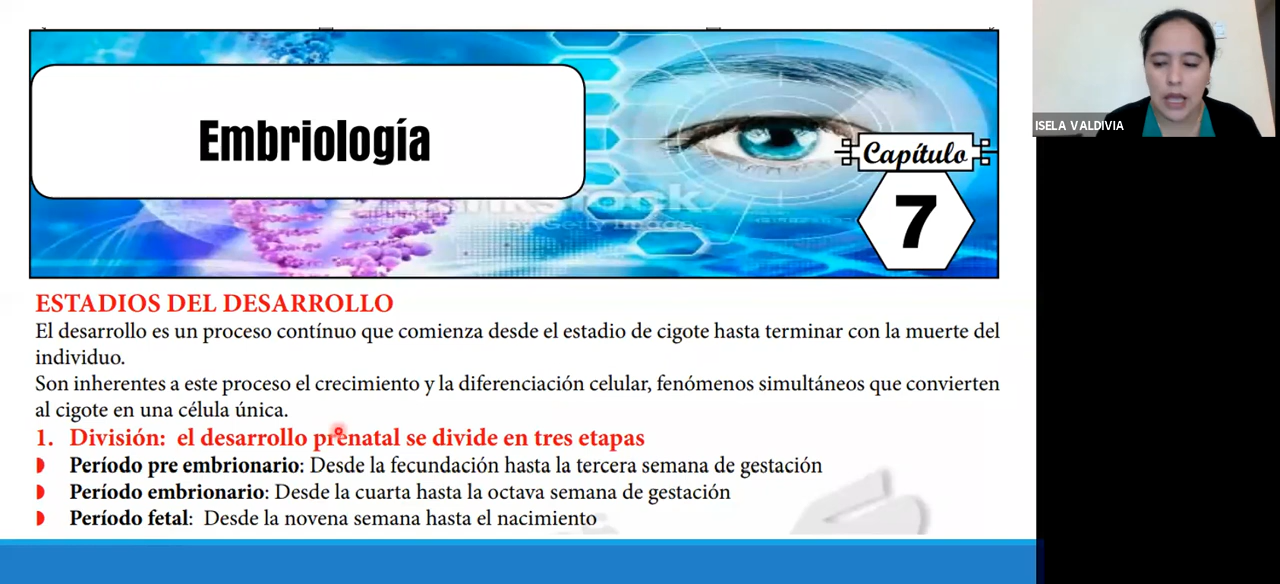 Embriología
Capítulo
7
ISELA VALDIVIA
by Getty Images
ESTADIOS DEL DESARROLLO
El desarrollo es un proceso contínuo que comienza desde el estadio de cigote hasta terminar con la muerte del
individuo.
Son inherentes a este proceso el crecimiento y la diferenciación celular, fenómenos simultáneos que convierten
al cigote en una célula única.
1. División: el desarrollo prenatal se divide en tres etapas
Período pre embrionario: Desde la fecundación hasta la tercera semana de gestación
Período embrionario: Desde la cuarta hasta la octava semana de gestación
Período fetal: Desde la novena semana hasta el nacimiento